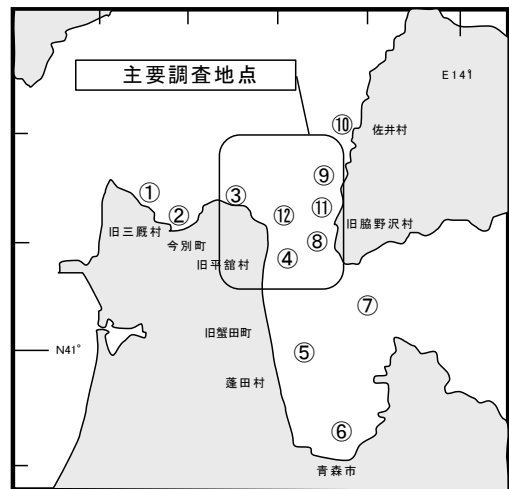 主要調査地点
E141°
⑩
佐井村
⑨
①
③
⑪
②
⑫
旧三厩村
旧脇野沢村
今別町
⑧
旧平舘村
④
⑦
旧蟹田町
N41°
⑤
蓬田村
⑥
青森市